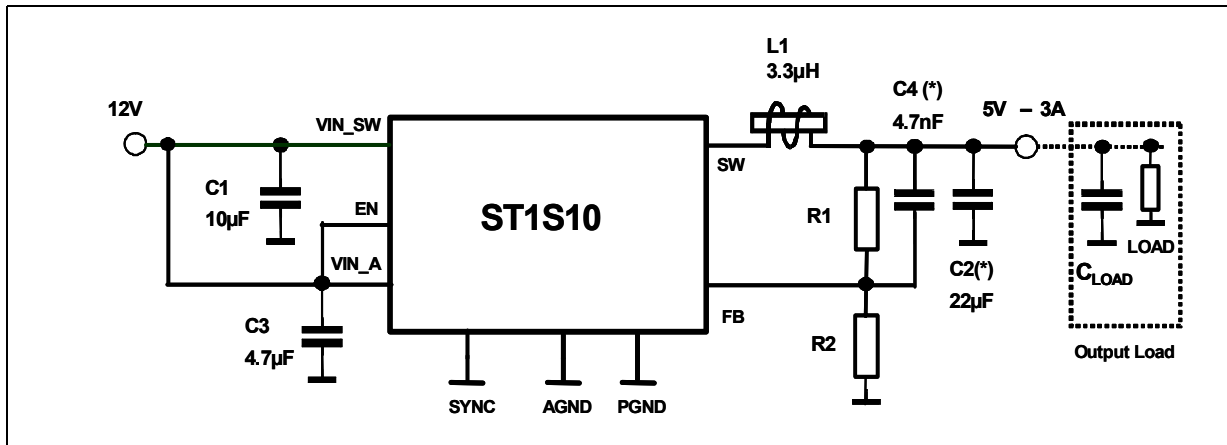 12V
VIN_SW
C1
10µF
EN
VIN_A
C3
4.7µF
ST1S10
SYNC
AGND
PGND
SW
FB
L1
3.3µH
R1
R2
C4 (*)
4.7nF
C2(*)
22µF
5V – 3A
CLOAD
LOAD
Output Load